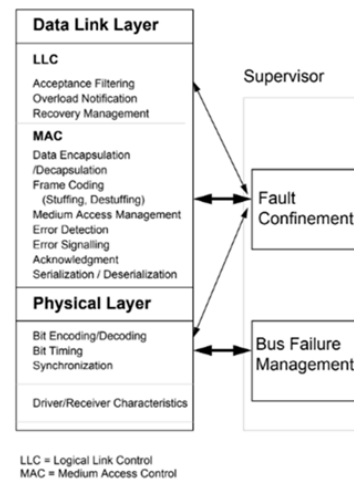 Data Link Layer
LLC
Acceptance Filtering
Overload Notification
Recovery Management
MAC
Data Encapsulation
/Decapsulation
Frame Coding
(Stuffing, Destuffing)
Medium Access Management
Error Detection
Error Signalling
Acknowledgment
Serialization / Deserialization
Physical Layer
Bit Encoding/Decoding
Bit Timing
Synchronization
Driver/Receiver Characteristics
Supervisor
Fault
Confinement
Bus Failure
Management
LLC = Logical Link Control
MAC = Medium Access Control